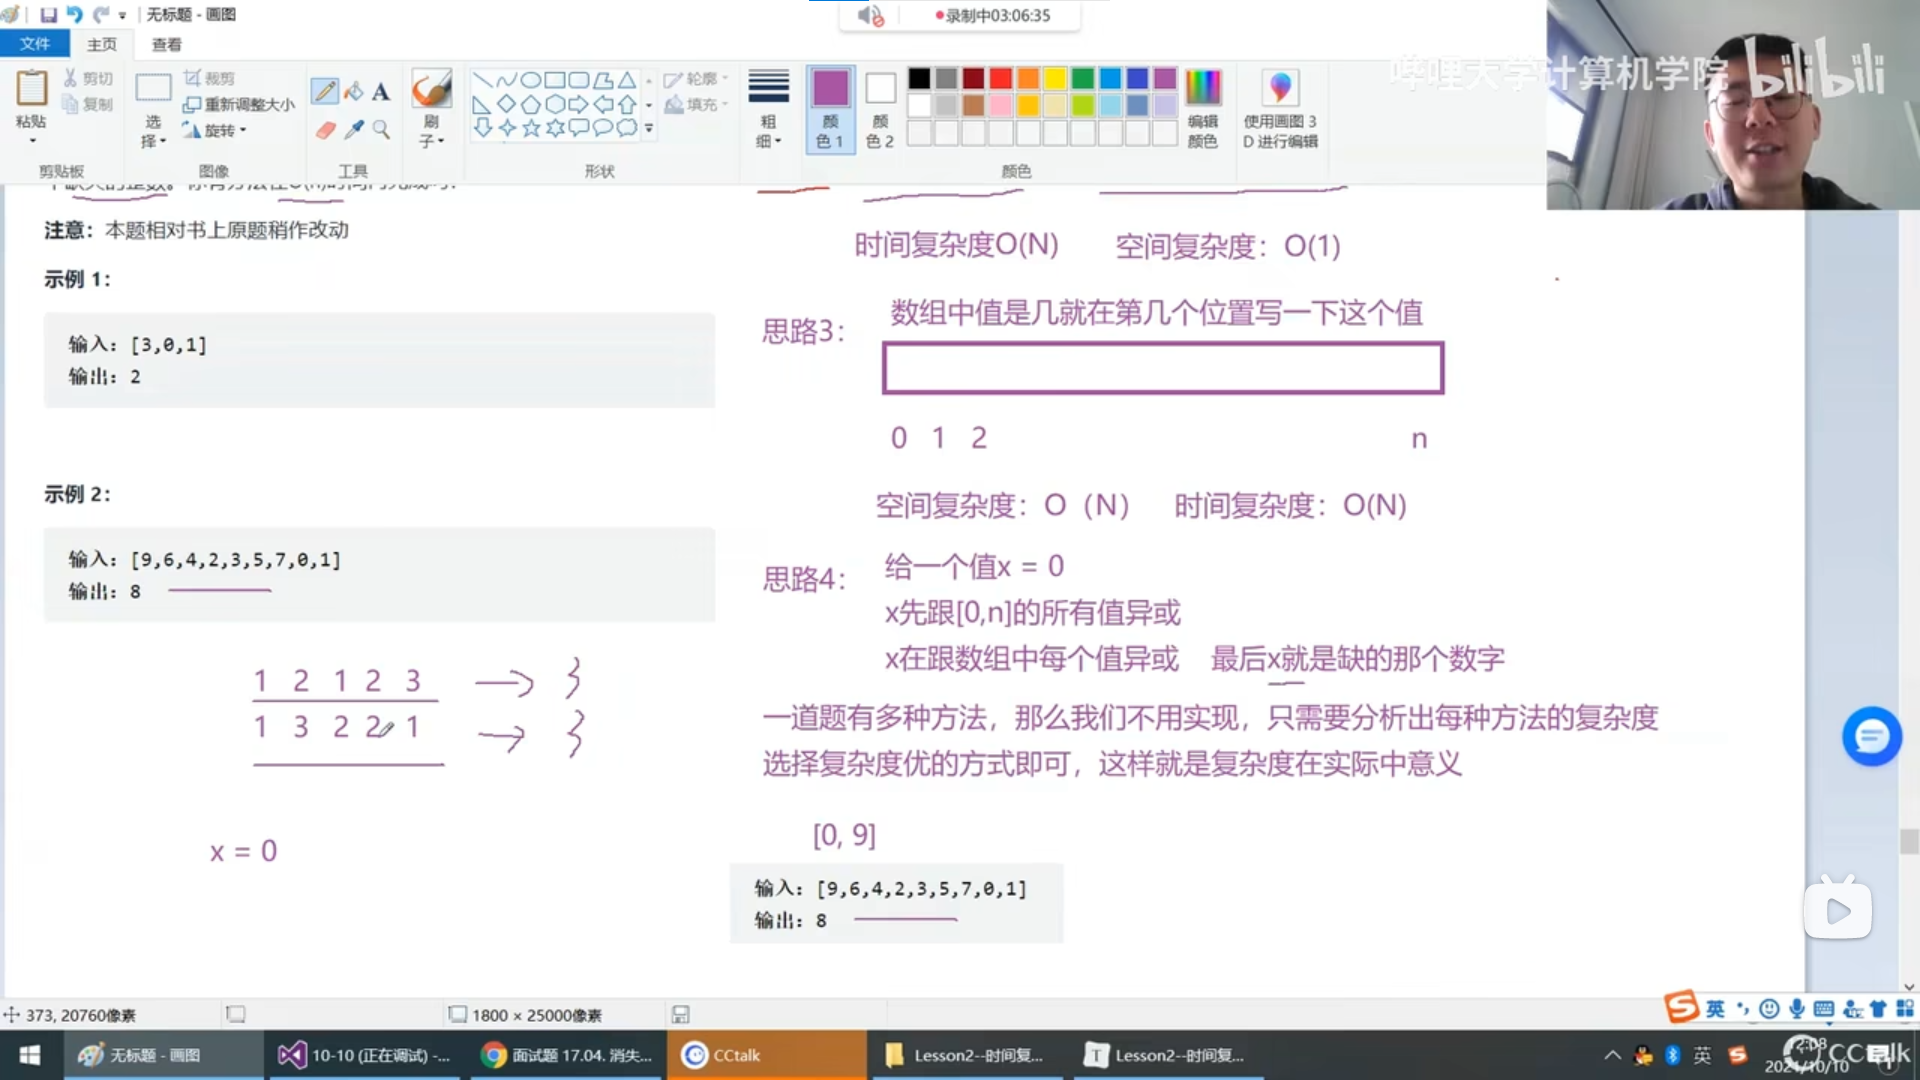 无标题 - 画图
录制中03:06:35
哔哩大学计算机学院 bilibili
文件 主页 查看
剪切 复制 粘贴 剪贴板
裁剪 重新调整大小 旋转 选择 图像
工具
刷子
轮廓 填充 形状
粗细
颜色1 颜色2 编辑颜色 颜色
使用画图 3D 进行编辑
注意：本题相对书上原题稍作改动
示例 1：
输入：[3,0,1]
输出：2
示例 2：
输入：[9,6,4,2,3,5,7,0,1]
输出：8
1 2 1 2 3
1 3 2 2 1
x = 0
时间复杂度O(N) 空间复杂度：O(1)
思路3：
数组中值是几就在第几个位置写一下这个值
0 1 2 n
空间复杂度：O（N） 时间复杂度：O(N)
思路4：
给一个值x = 0
x先跟[0,n]的所有值异或
x在跟数组中每个值异或 最后x就是缺的那个数字
一道题有多种方法，那么我们不用实现，只需要分析出每种方法的复杂度
选择复杂度优的方式即可，这样就是复杂度在实际中意义
[0, 9]
输入：[9,6,4,2,3,5,7,0,1]
输出：8
373, 20760像素 1800 × 25000像素
英
无标题 - 画图 10-10 (正在调试) -... 面试题 17.04. 消失... CCtalk Lesson2--时间复... Lesson2--时间复...
英
2021/10/10
CCtalk